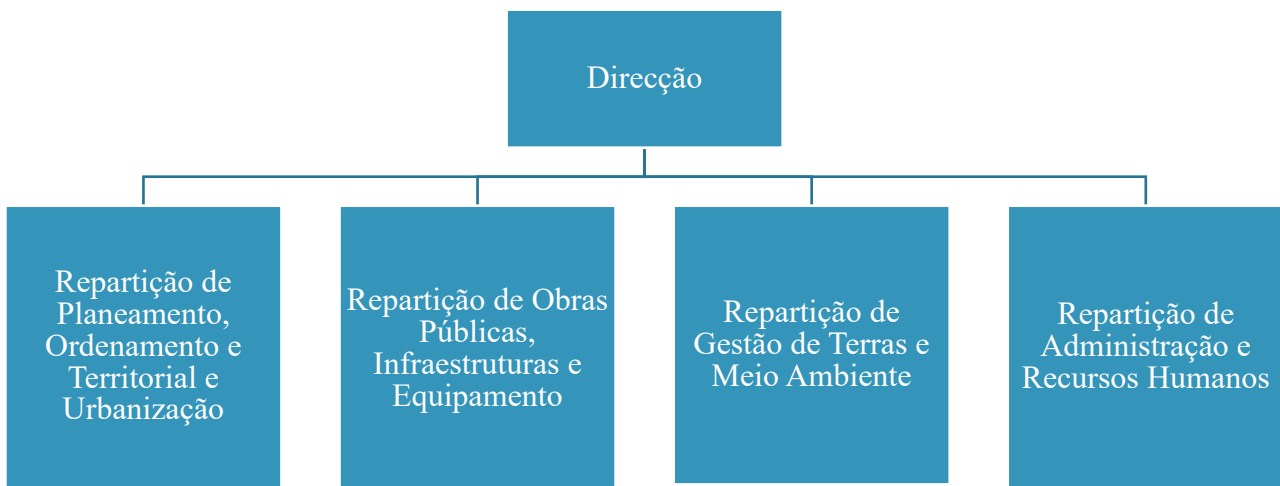 Direcção
Repartição de
Planeamento,
Ordenamento e
Territorial e
Urbanização
Repartição de Obras
Públicas,
Infraestruturas e
Equipamento
Repartição de
Gestão de Terras e
Meio Ambiente
Repartição de
Administração e
Recursos Humanos